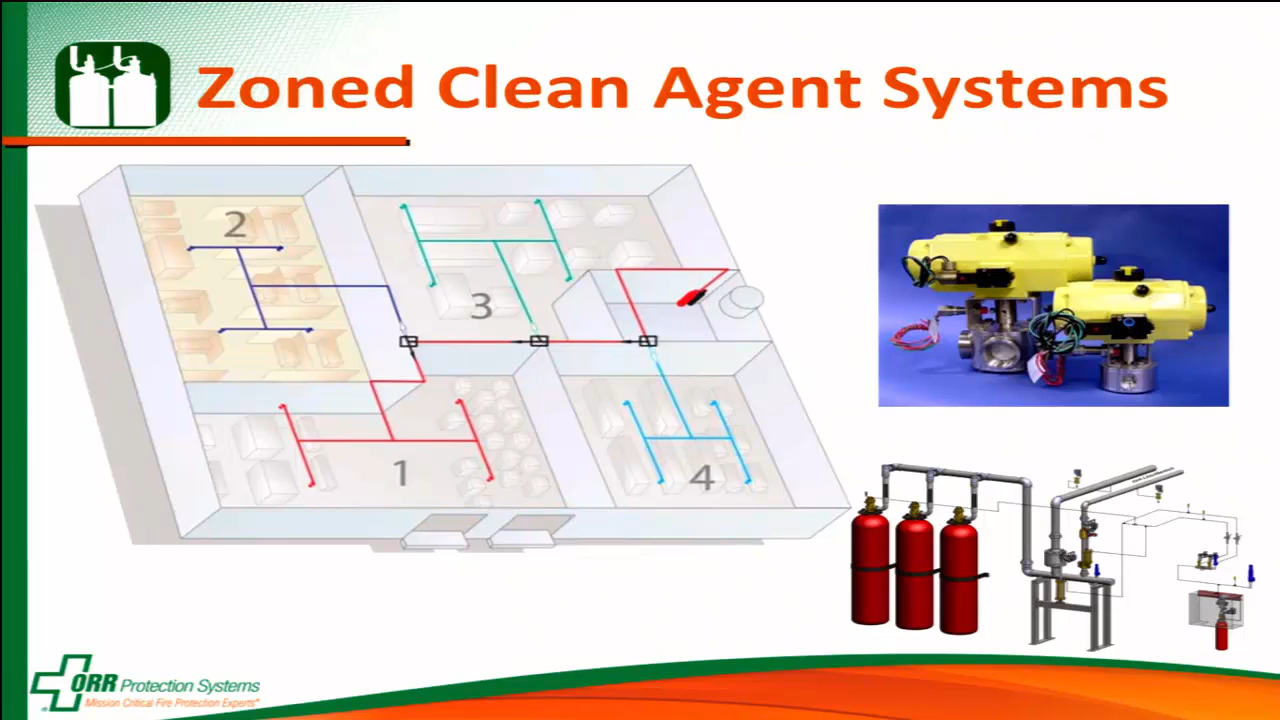 Zoned Clean Agent Systems
2
3
1
4
ORR Protection Systems
Mission Critical Fire Protection Experts